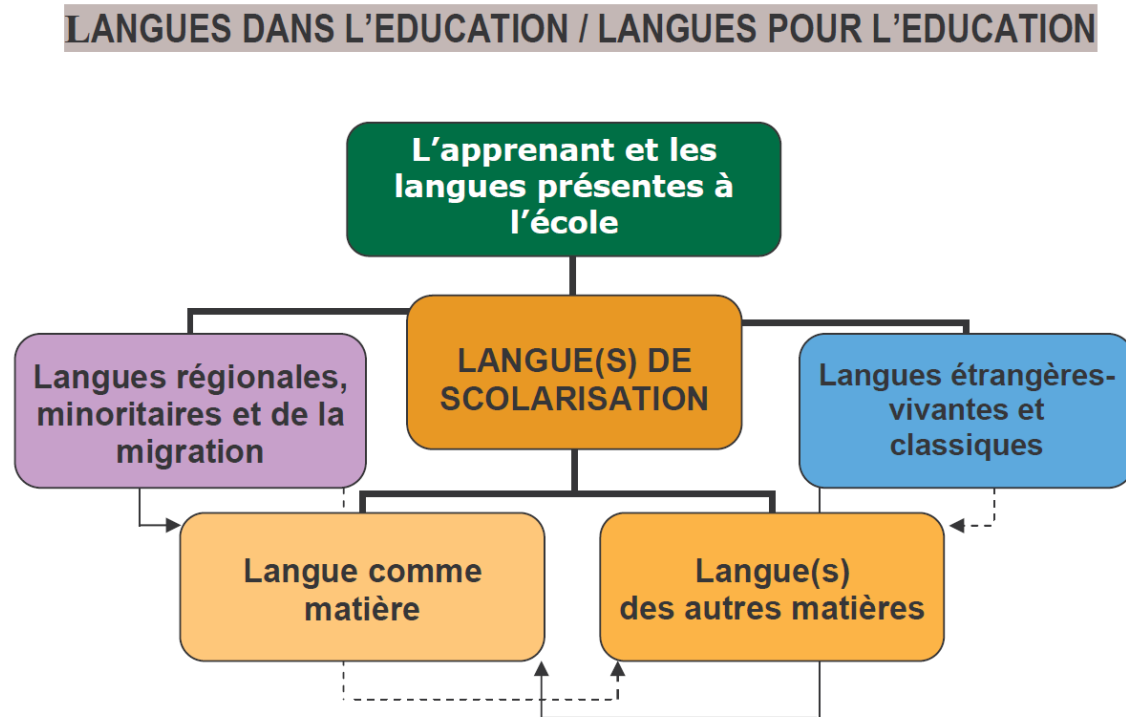 LANGUES DANS L’EDUCATION / LANGUES POUR L’EDUCATION
L’apprenant et les
langues présentes à
l’école
LANGUE(S) DE
SCOLARISATION
Langues régionales,
minoritaires et de la
migration
Langues étrangères-
vivantes et
classiques
Langue comme
matière
Langue(s)
des autres matières